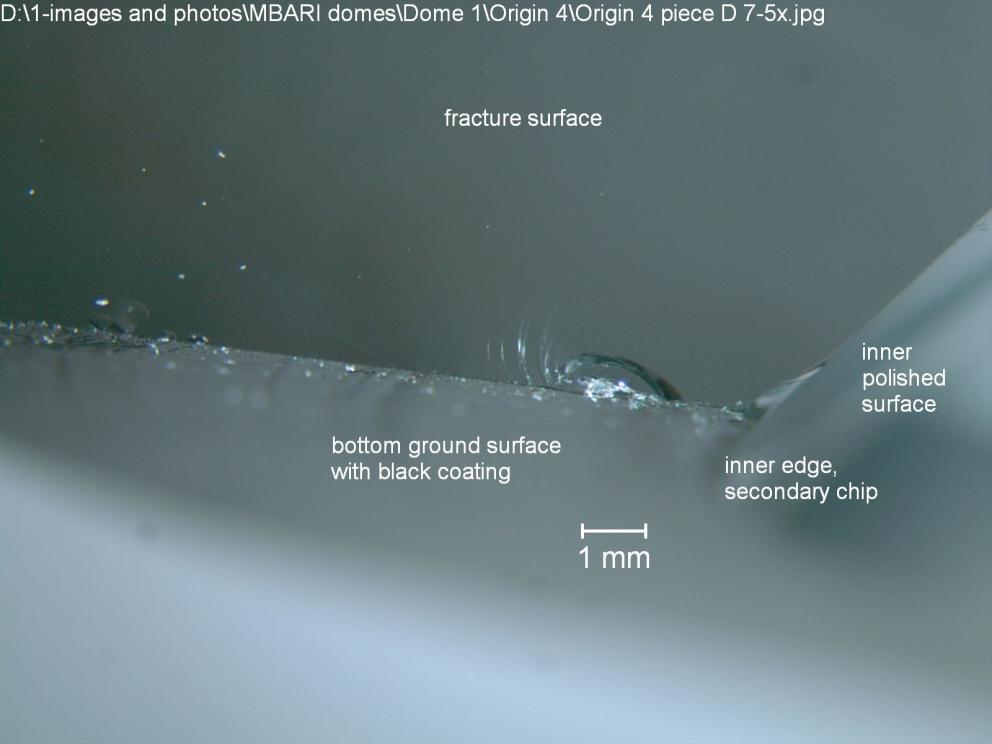 D:\1-images and photos\MBARI domes\Dome 1\Origin 4\Origin 4 piece D 7-5x.jpg
fracture surface
inner
polished
surface
bottom ground surface
with black coating
inner edge,
secondary chip
1 mm